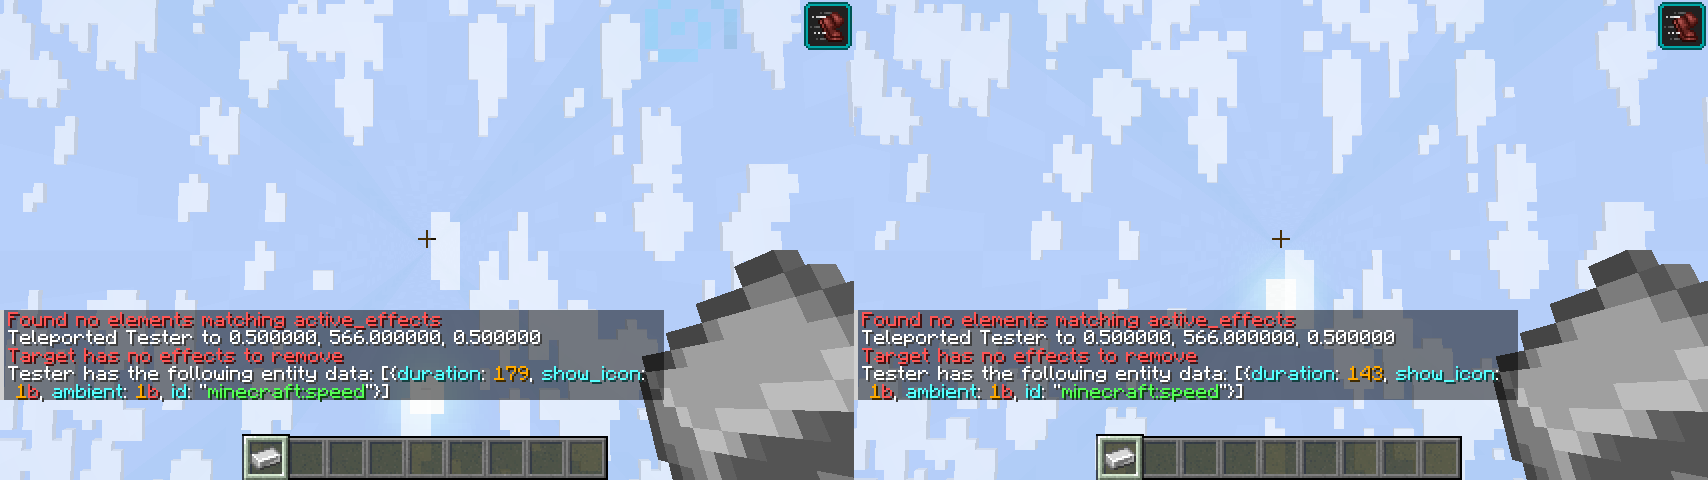 Found no elements matching active_effects
Teleported Tester to 0.500000, 566.000000, 0.500000
Target has no effects to remove
Tester has the following entity data: [{duration: 179, show_icon:
1b, ambient: 1b, id: "minecraft:speed"}]
Found no elements matching active_effects
Teleported Tester to 0.500000, 566.000000, 0.500000
Target has no effects to remove
Tester has the following entity data: [{duration: 143, show_icon:
1b, ambient: 1b, id: "minecraft:speed"}]